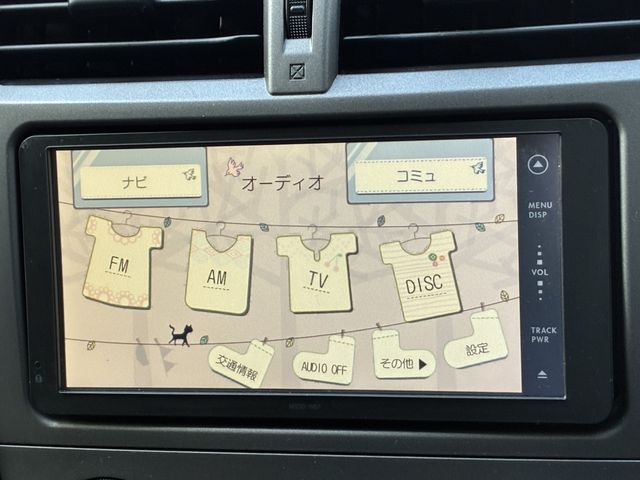 ナビ
オーディオ
コミュ
FM
AM
TV
DISC
交通情報
AUDIO OFF
その他
設定
MENU
DISP
VOL
TRACK
PWR